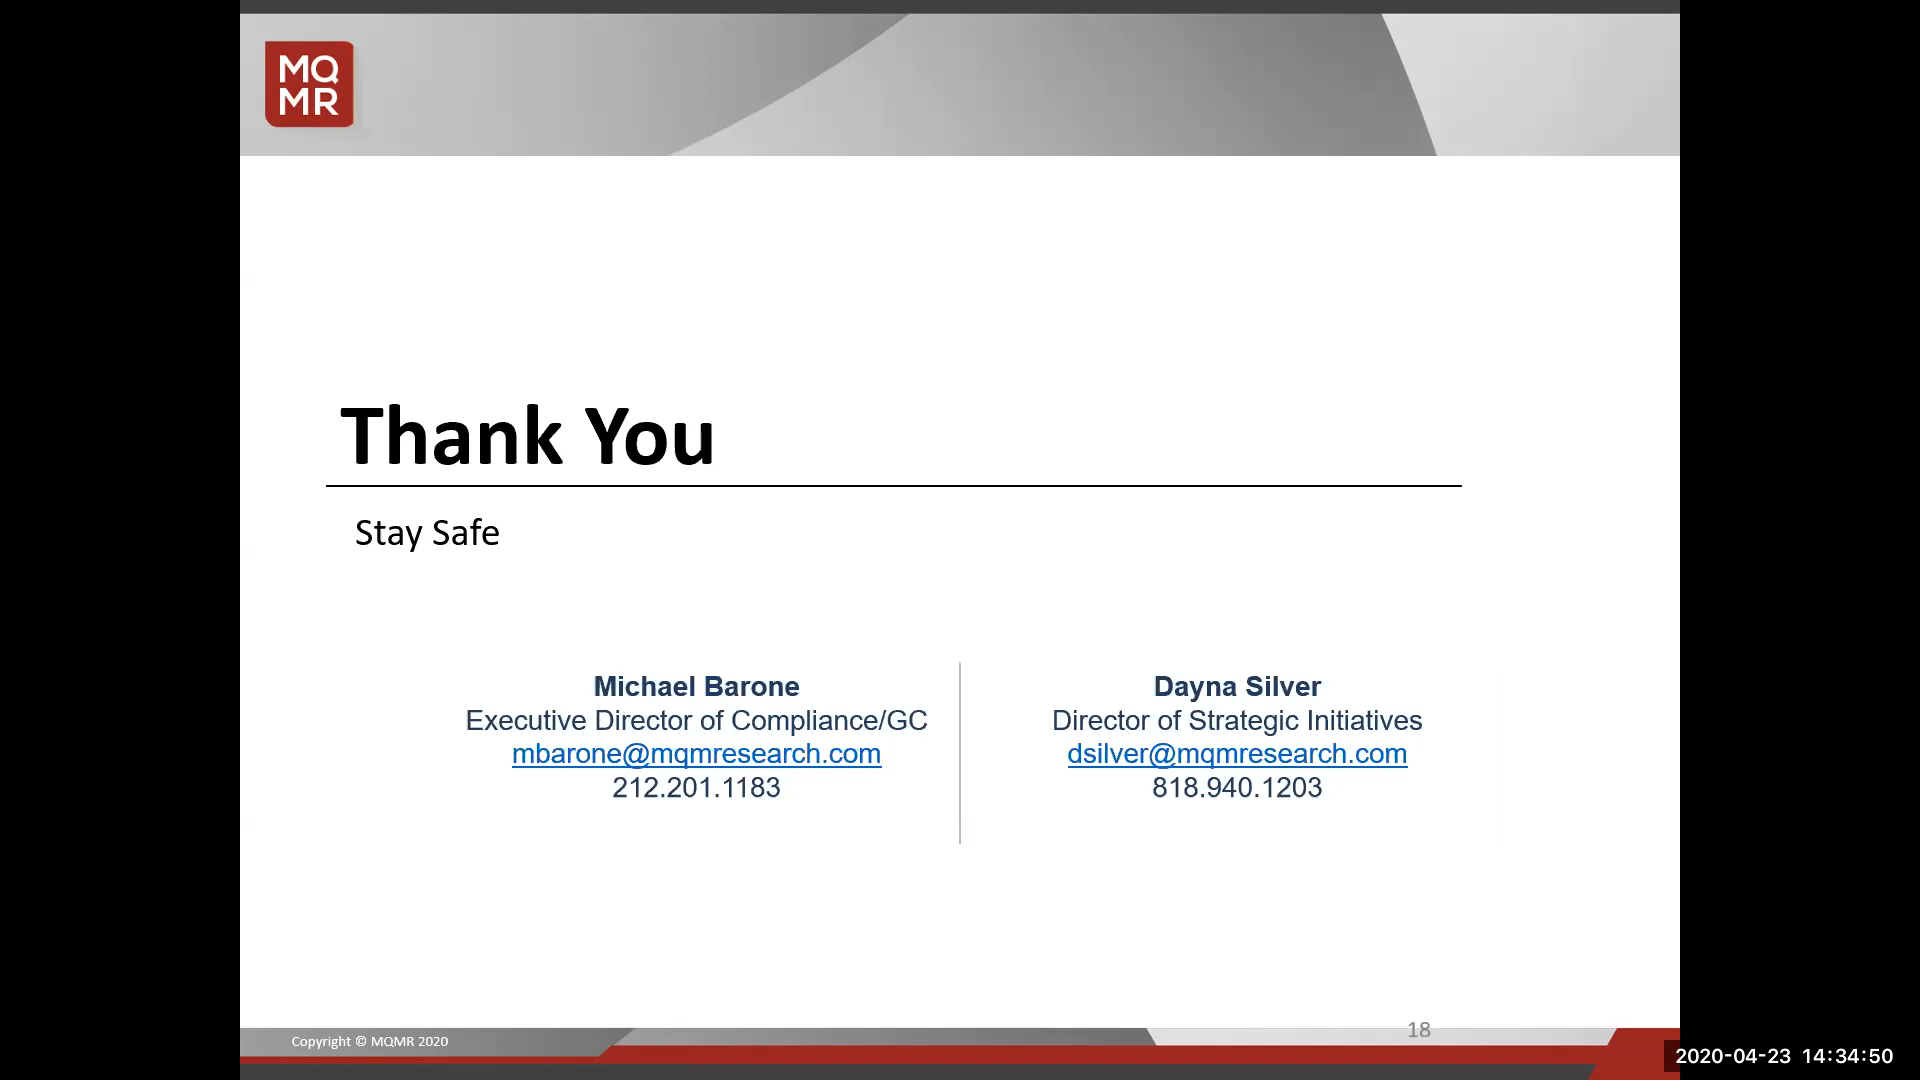 MQ
MR
Thank You
Stay Safe
Michael Barone
Executive Director of Compliance/GC
mbarone@mqmresearch.com
212.201.1183
Dayna Silver
Director of Strategic Initiatives
dsilver@mqmresearch.com
818.940.1203
Copyright © MQMR 2020
18
2020-04-23 14:34:50